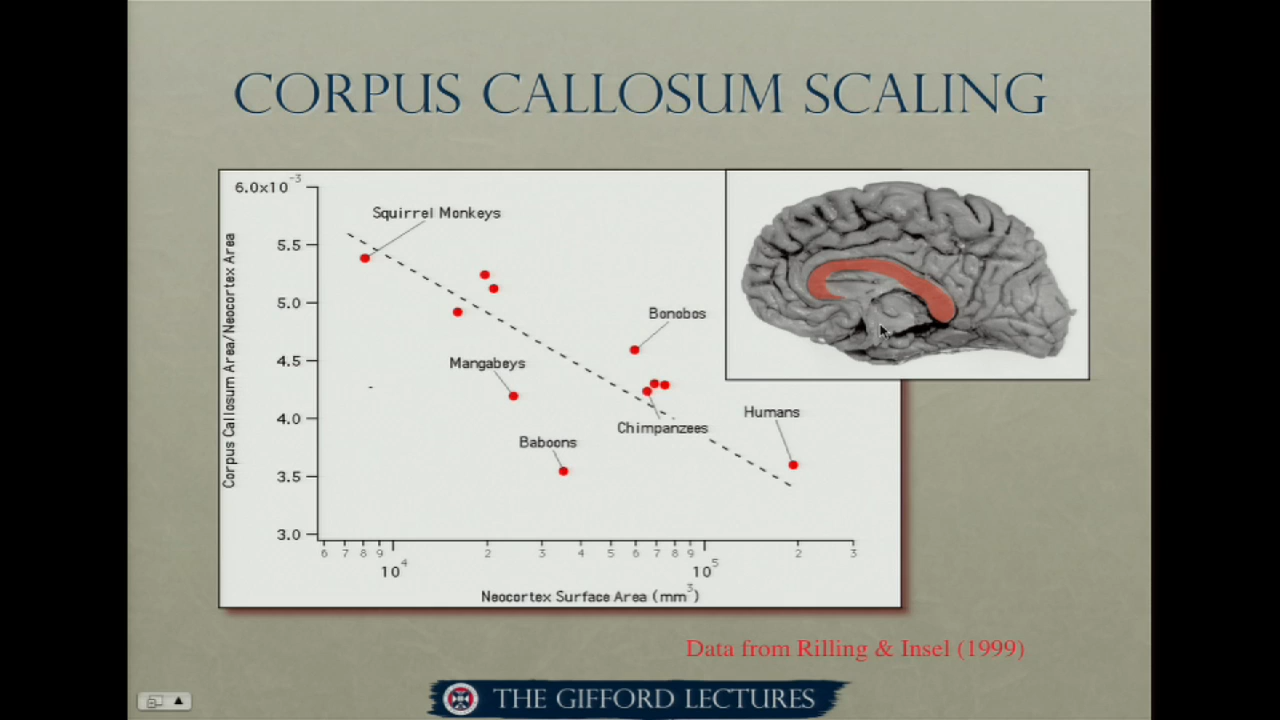 CORPUS CALLOSUM SCALING
6.0x10-3
5.5
5.0
4.5
4.0
3.5
3.0
Corpus Callosum Area/Neocortex Area
Squirrel Monkeys
Bonobos
Mangabeys
Humans
Chimpanzees
Baboons
6 7 8 9 2 3 4 5 6 7 8 9 2 3
10⁴ 10⁵
Neocortex Surface Area (mm³)
Data from Rilling & Insel (1999)
THE GIFFORD LECTURES